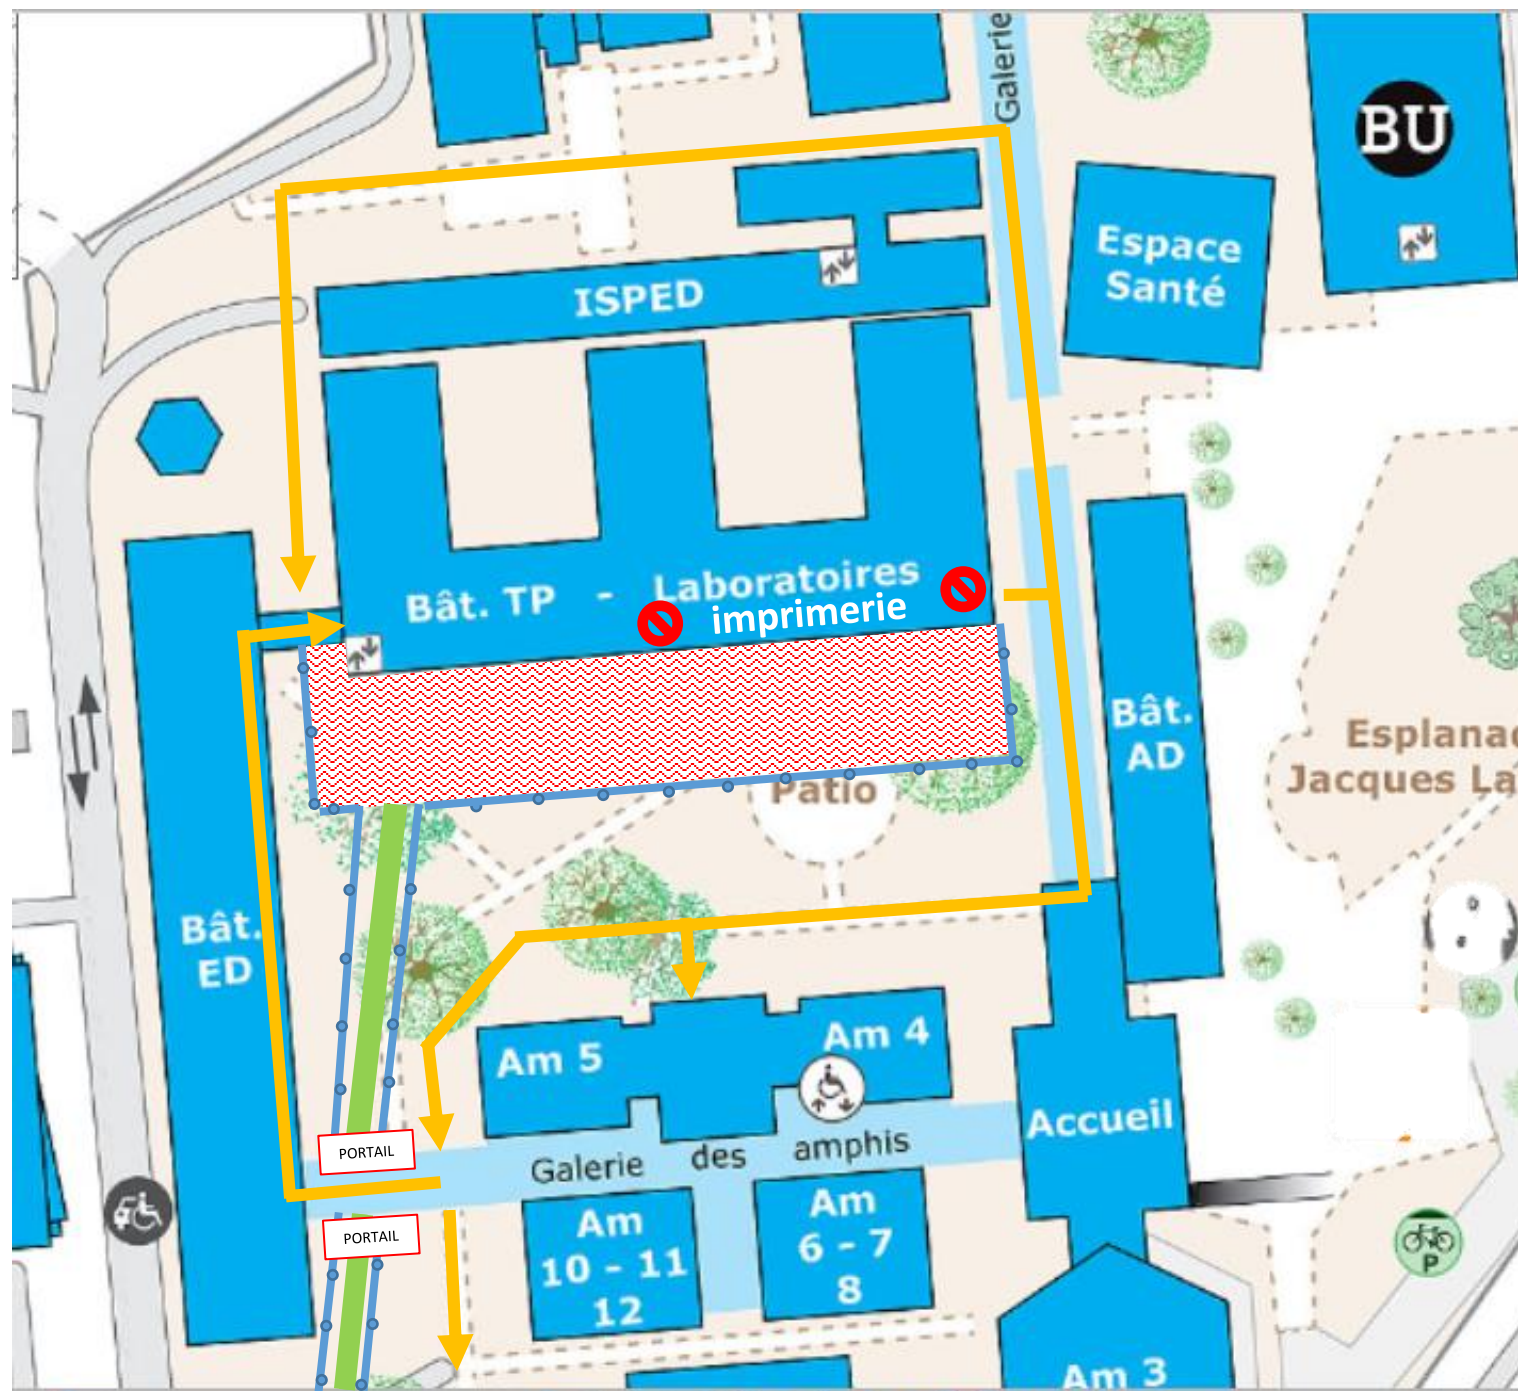 Galerie
BU
Espace
Santé
ISPED
Bât. TP - Laboratoires
imprimerie
Bât.
AD
Esplana
Jacques La
Patio
Bât.
ED
Am 5
Am 4
Accueil
PORTAIL
Galerie des amphis
PORTAIL
Am
10 - 11
12
Am
6 - 7
8
P
Am 3